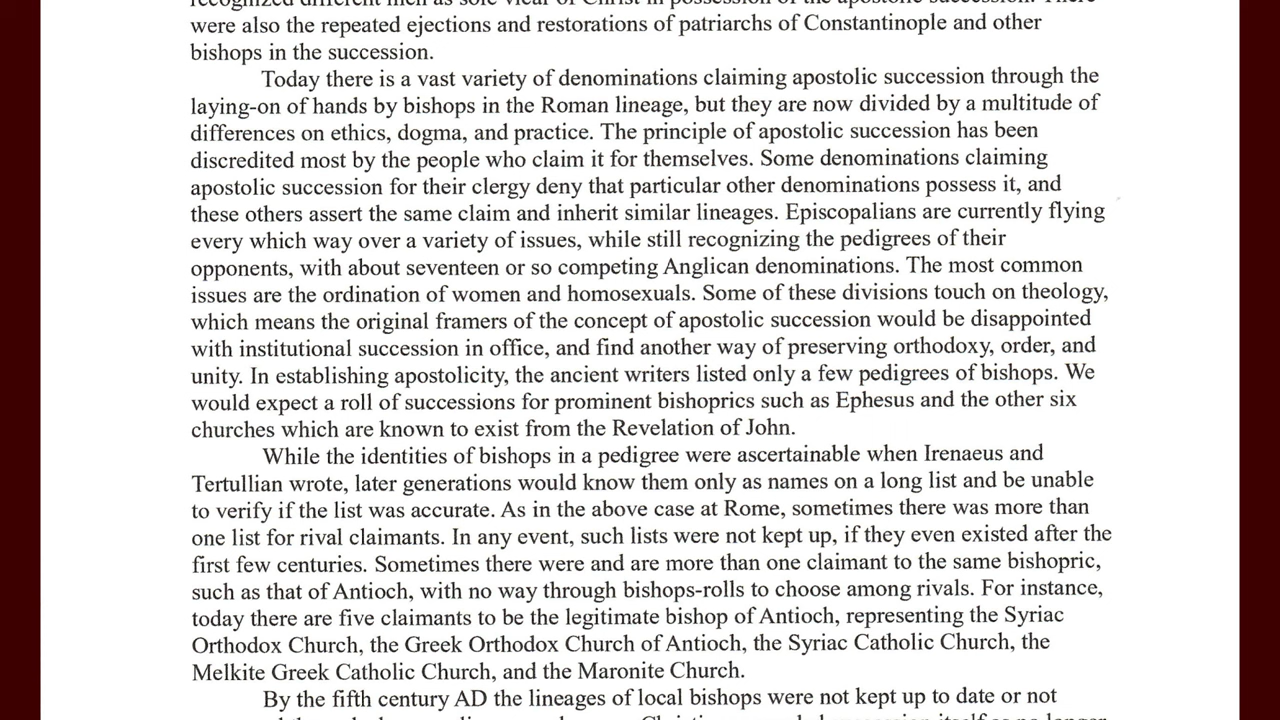 recognized different men as sole vicar of Christ in possession of the apostolic succession. There
were also the repeated ejections and restorations of patriarchs of Constantinople and other
bishops in the succession.
Today there is a vast variety of denominations claiming apostolic succession through the
laying-on of hands by bishops in the Roman lineage, but they are now divided by a multitude of
differences on ethics, dogma, and practice. The principle of apostolic succession has been
discredited most by the people who claim it for themselves. Some denominations claiming
apostolic succession for their clergy deny that particular other denominations possess it, and
these others assert the same claim and inherit similar lineages. Episcopalians are currently flying
every which way over a variety of issues, while still recognizing the pedigrees of their
opponents, with about seventeen or so competing Anglican denominations. The most common
issues are the ordination of women and homosexuals. Some of these divisions touch on theology,
which means the original framers of the concept of apostolic succession would be disappointed
with institutional succession in office, and find another way of preserving orthodoxy, order, and
unity. In establishing apostolicity, the ancient writers listed only a few pedigrees of bishops. We
would expect a roll of successions for prominent bishoprics such as Ephesus and the other six
churches which are known to exist from the Revelation of John.
While the identities of bishops in a pedigree were ascertainable when Irenaeus and
Tertullian wrote, later generations would know them only as names on a long list and be unable
to verify if the list was accurate. As in the above case at Rome, sometimes there was more than
one list for rival claimants. In any event, such lists were not kept up, if they even existed after the
first few centuries. Sometimes there were and are more than one claimant to the same bishopric,
such as that of Antioch, with no way through bishops-rolls to choose among rivals. For instance,
today there are five claimants to be the legitimate bishop of Antioch, representing the Syriac
Orthodox Church, the Greek Orthodox Church of Antioch, the Syriac Catholic Church, the
Melkite Greek Catholic Church, and the Maronite Church.
By the fifth century AD the lineages of local bishops were not kept up to date or not